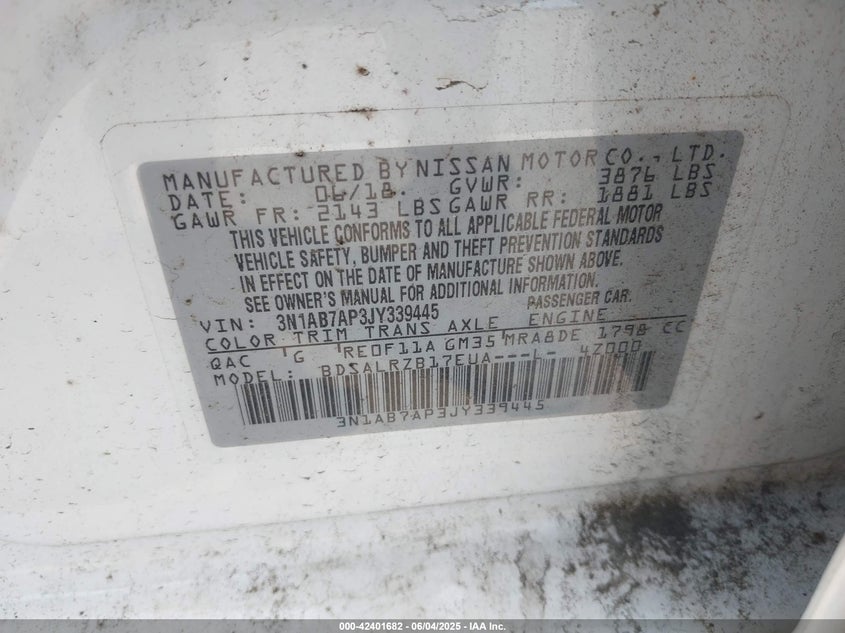 MANUFACTURED BY NISSAN MOTOR CO., LTD.
DATE: 06/18 GVWR: 3876 LBS
GAWR FR: 2143 LBS GAWR RR: 1881 LBS
THIS VEHICLE CONFORMS TO ALL APPLICABLE FEDERAL MOTOR
VEHICLE SAFETY, BUMPER AND THEFT PREVENTION STANDARDS
IN EFFECT ON THE DATE OF MANUFACTURE SHOWN ABOVE.
SEE OWNER'S MANUAL FOR ADDITIONAL INFORMATION.
VIN: 3N1AB7AP3JY339445 PASSENGER CAR.
COLOR TRIM TRANS AXLE ENGINE
QAC G RE0F11A GM35 MRA8DE 1798 CC
MODEL: BDSALRZB17EUA---L- 4Z000
3N1AB7AP3JY339445
000-42401682 - 06/04/2025 - IAA Inc.